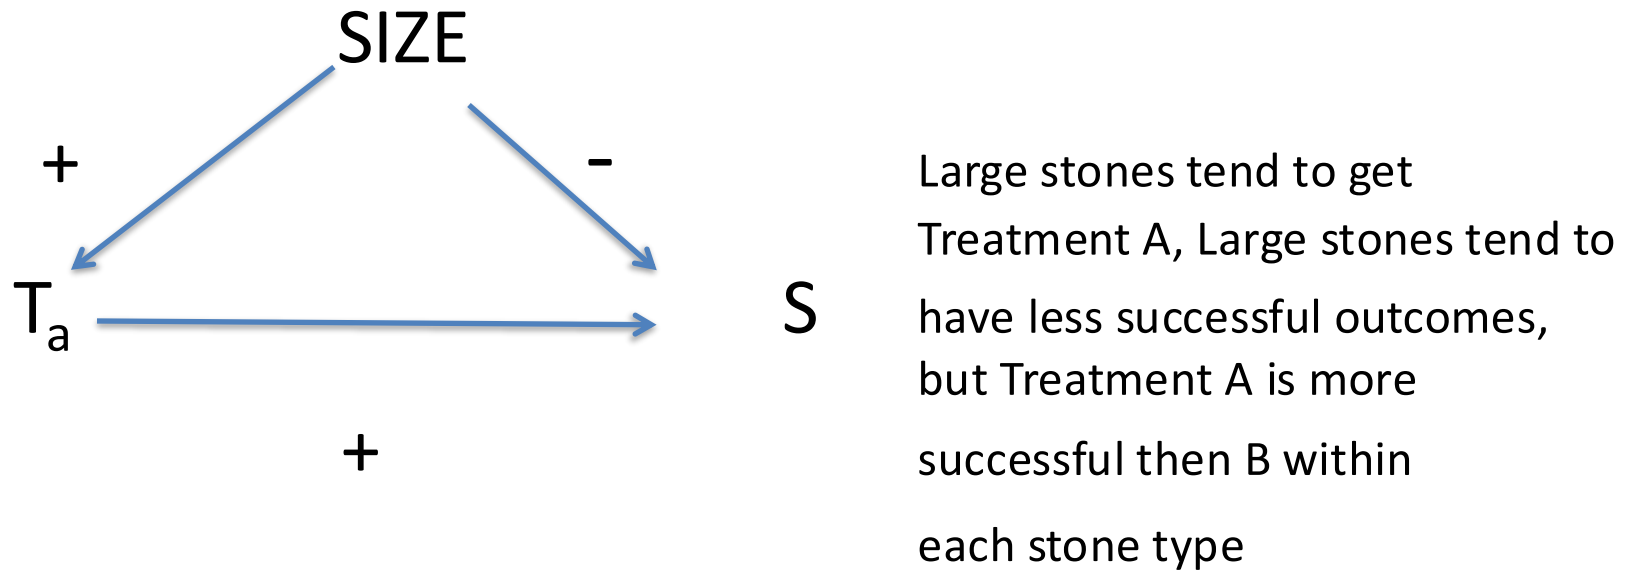 SIZE
+
-
T_a
S
+
Large stones tend to get
Treatment A, Large stones tend to
have less successful outcomes,
but Treatment A is more
successful then B within
each stone type